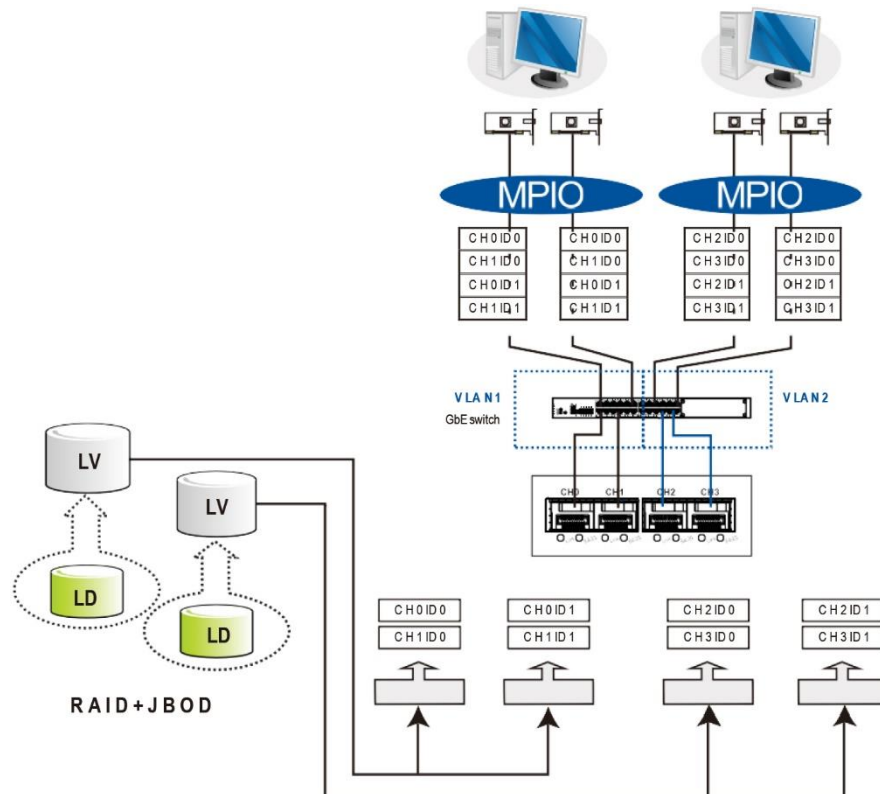 MPIO
MPIO
CH0ID0
CH1ID0
CH0ID1
CH1ID1
CH0ID0
CH1ID0
CH0ID1
CH1ID1
CH2ID0
CH3ID0
CH2ID1
CH3ID1
CH2ID0
CH3ID0
CH2ID1
CH3ID1
VLAN1
GbE switch
VLAN2
CH0
CH1
CH2
CH3
LV
LV
LD
LD
RAID+JBOD
CH0ID0
CH1ID0
CH0ID1
CH1ID1
CH2ID0
CH3ID0
CH2ID1
CH3ID1